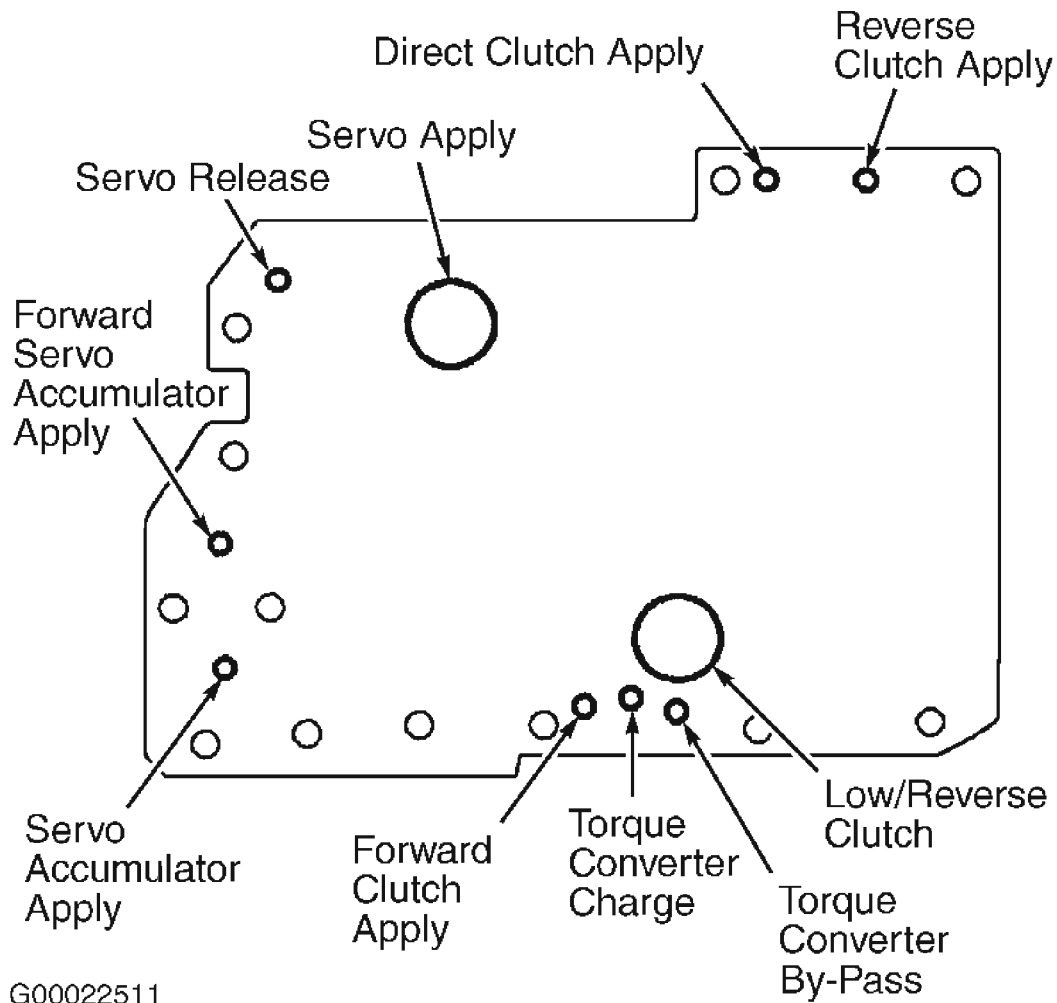 Reverse
Clutch Apply
Direct Clutch Apply
Servo Apply
Servo Release
Forward
Servo
Accumulator
Apply
Servo
Accumulator
Apply
Forward
Clutch
Apply
Torque
Converter
Charge
Torque
Converter
By-Pass
Low/Reverse
Clutch
G00022511